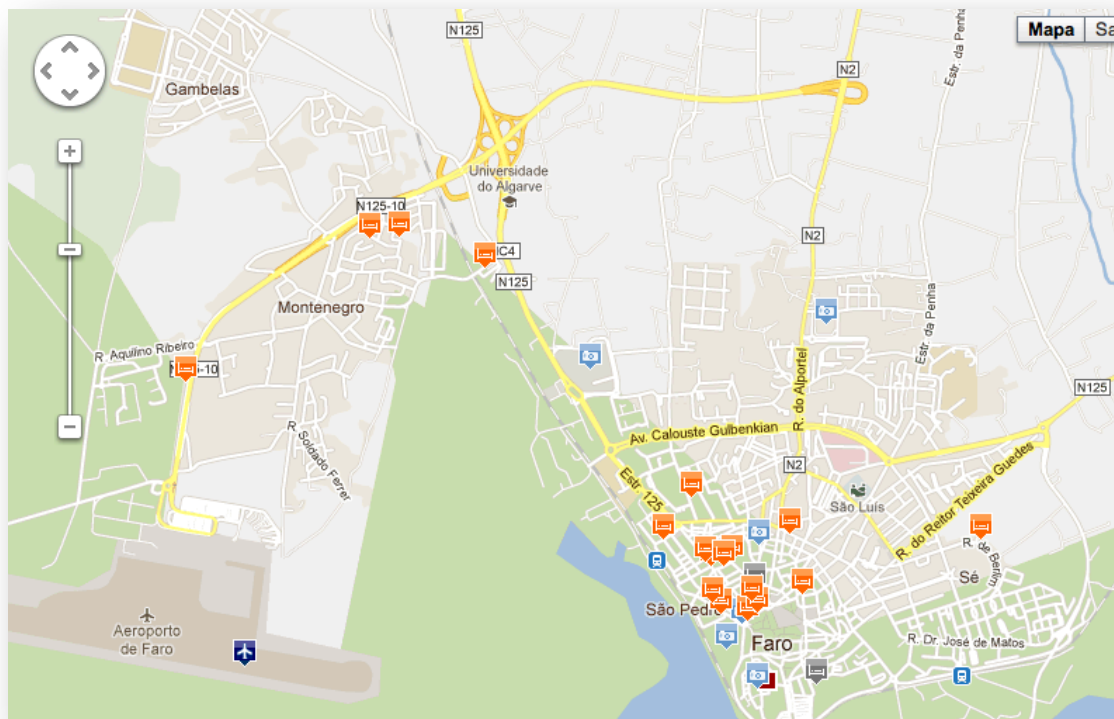 N125
Mapa
Sa
Estr. da Penha
N2
Gambelas
Universidade
do Algarve
N125-10
N2
IC4
N125
Montenegro
Estr. da Penha
R. Aquilino Ribeiro
-10
R. do Alportel
N125
R. Soldado Ferrer
Av. Calouste Gulbenkian
N2
Estr. 125
São Luís
R. do Reitor Teixeira Guedes
R. de Berlim
Sé
São Pedro
Aeroporto
de Faro
Faro
R. Dr. José de Matos